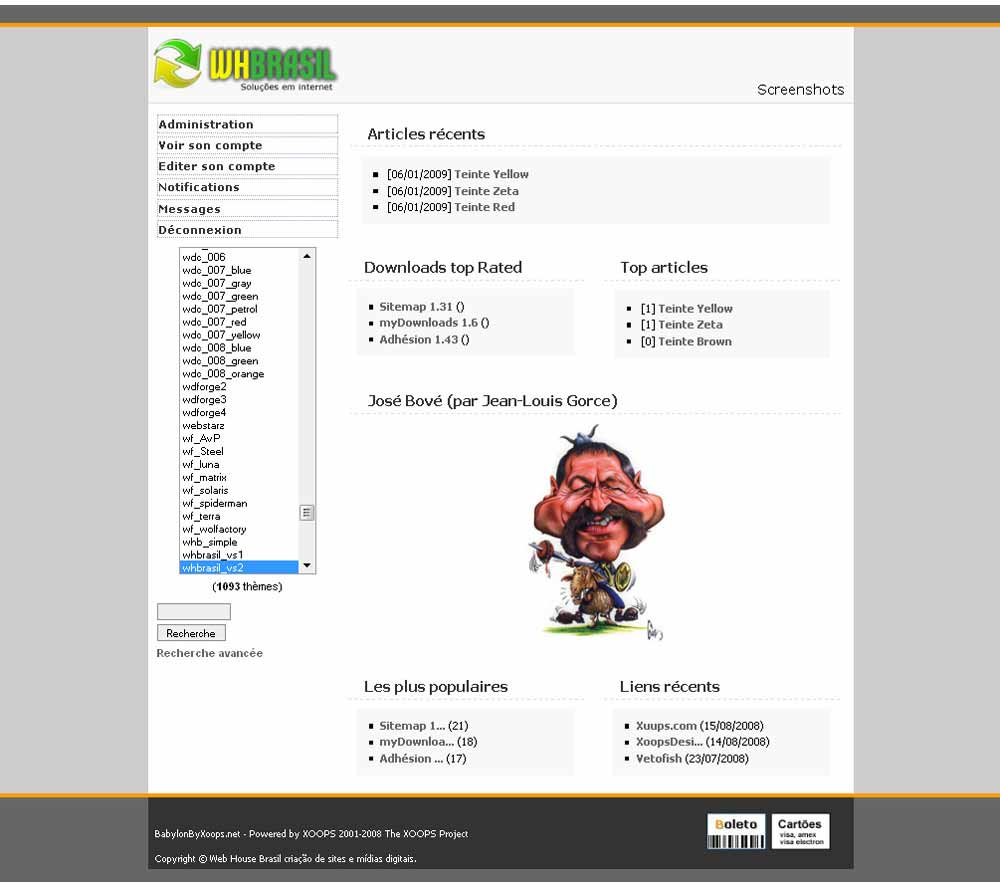 WHBRASIL
Soluções em internet
Screenshots
Administration
Voir son compte
Editer son compte
Notifications
Messages
Déconnexion
wdc_006
wdc_007_blue
wdc_007_gray
wdc_007_green
wdc_007_petrol
wdc_007_red
wdc_007_yellow
wdc_008_blue
wdc_008_green
wdc_008_orange
wdforge2
wdforge3
wdforge4
webstarz
wf_AvP
wf_Steel
wf_luna
wf_matrix
wf_solaris
wf_spiderman
wf_terra
wf_wolfactory
whb_simple
whbrasil_vs1
whbrasil_vs2
(1093 thèmes)
Recherche
Recherche avancée
Articles récents
[06/01/2009] Teinte Yellow
[06/01/2009] Teinte Zeta
[06/01/2009] Teinte Red
Downloads top Rated
Sitemap 1.31 ()
myDownloads 1.6 ()
Adhésion 1.43 ()
Top articles
[1] Teinte Yellow
[1] Teinte Zeta
[0] Teinte Brown
José Bové (par Jean-Louis Gorce)
Les plus populaires
Sitemap 1... (21)
myDownloa... (18)
Adhésion ... (17)
Liens récents
Xuups.com (15/08/2008)
XoopsDesi... (14/08/2008)
Vetofish (23/07/2008)
BabylonByXoops.net - Powered by XOOPS 2001-2008 The XOOPS Project
Copyright © Web House Brasil criação de sites e mídias digitais.
Boleto
Cartões
visa, amex
visa electron